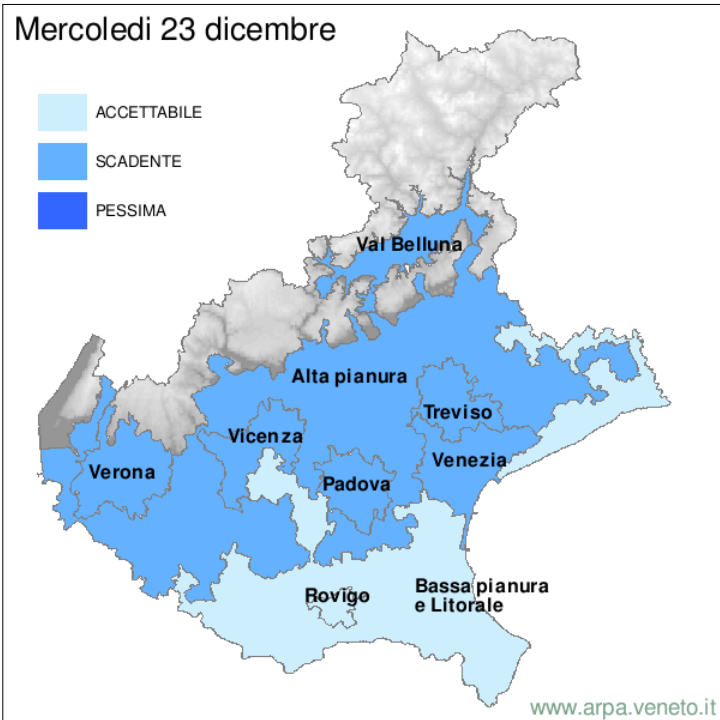 Mercoledi 23 dicembre
ACCETTABILE
SCADENTE
PESSIMA
Val Belluna
Alta pianura
Treviso
Vicenza
Venezia
Verona
Padova
Rovigo
Bassa pianura
e Litorale
www.arpa.veneto.it